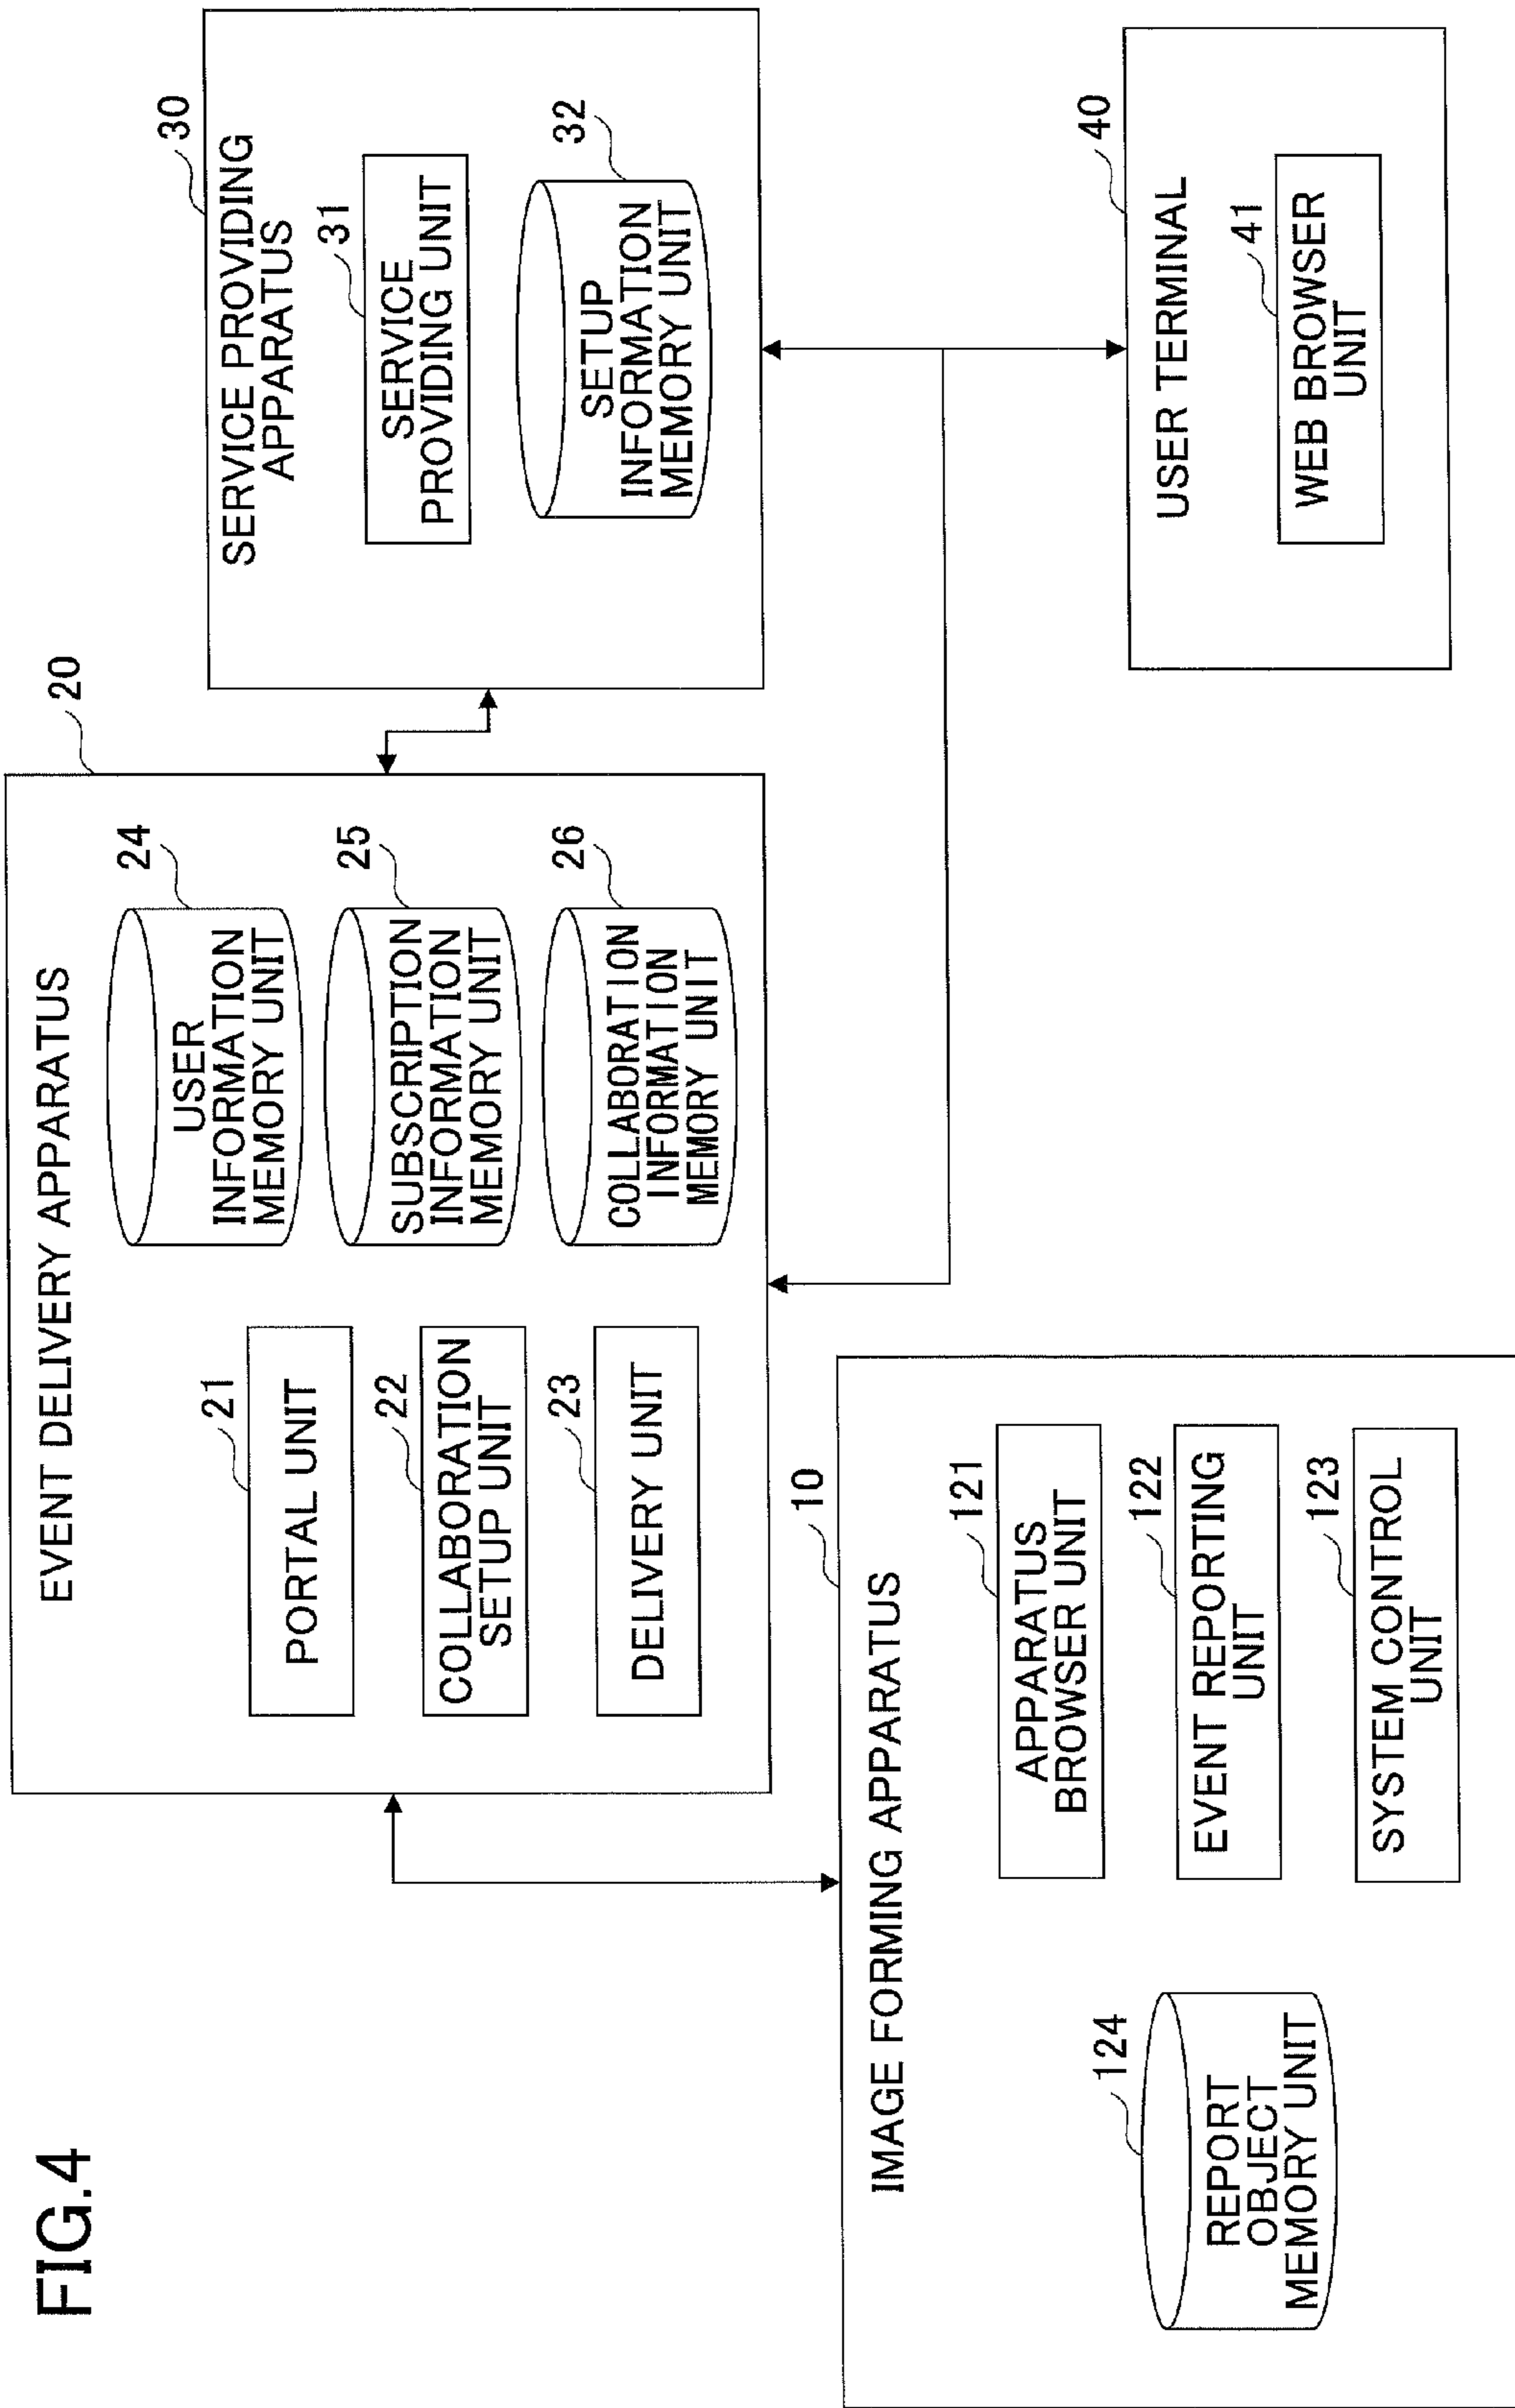 FIG.4
EVENT DELIVERY APPARATUS
20
21
PORTAL UNIT
22
COLLABORATION
SETUP UNIT
23
DELIVERY UNIT
24
USER
INFORMATION
MEMORY UNIT
25
SUBSCRIPTION
INFORMATION
MEMORY UNIT
26
COLLABORATION
INFORMATION
MEMORY UNIT
30
SERVICE PROVIDING
APPARATUS
31
SERVICE
PROVIDING UNIT
32
SETUP
INFORMATION
MEMORY UNIT
10
IMAGE FORMING APPARATUS
124
REPORT
OBJECT
MEMORY UNIT
121
APPARATUS
BROWSER UNIT
122
EVENT REPORTING
UNIT
123
SYSTEM CONTROL
UNIT
40
USER TERMINAL
41
WEB BROWSER
UNIT